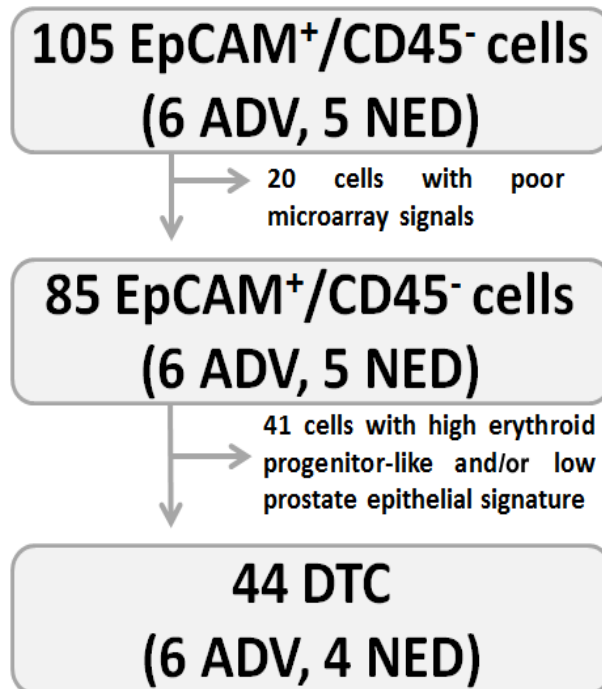 105 EpCAM⁺/CD45⁻ cells
(6 ADV, 5 NED)
20 cells with poor
microarray signals
85 EpCAM⁺/CD45⁻ cells
(6 ADV, 5 NED)
41 cells with high erythroid
progenitor-like and/or low
prostate epithelial signature
44 DTC
(6 ADV, 4 NED)